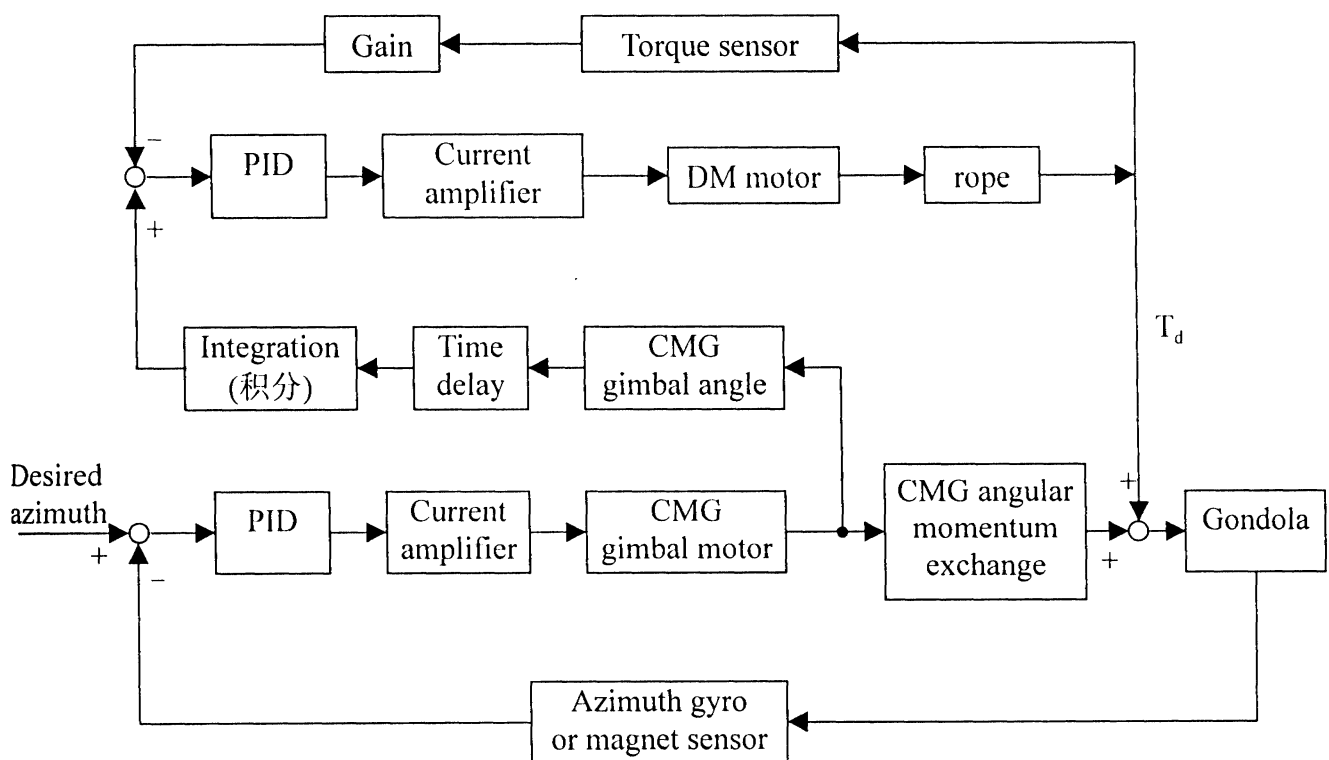 Gain
Torque sensor
−
PID
Current
amplifier
DM motor
rope
+
Integration
(积分)
Time
delay
CMG
gimbal angle
T_d
Desired
azimuth
+
−
PID
Current
amplifier
CMG
gimbal motor
CMG angular
momentum
exchange
+
+
Gondola
Azimuth gyro
or magnet sensor